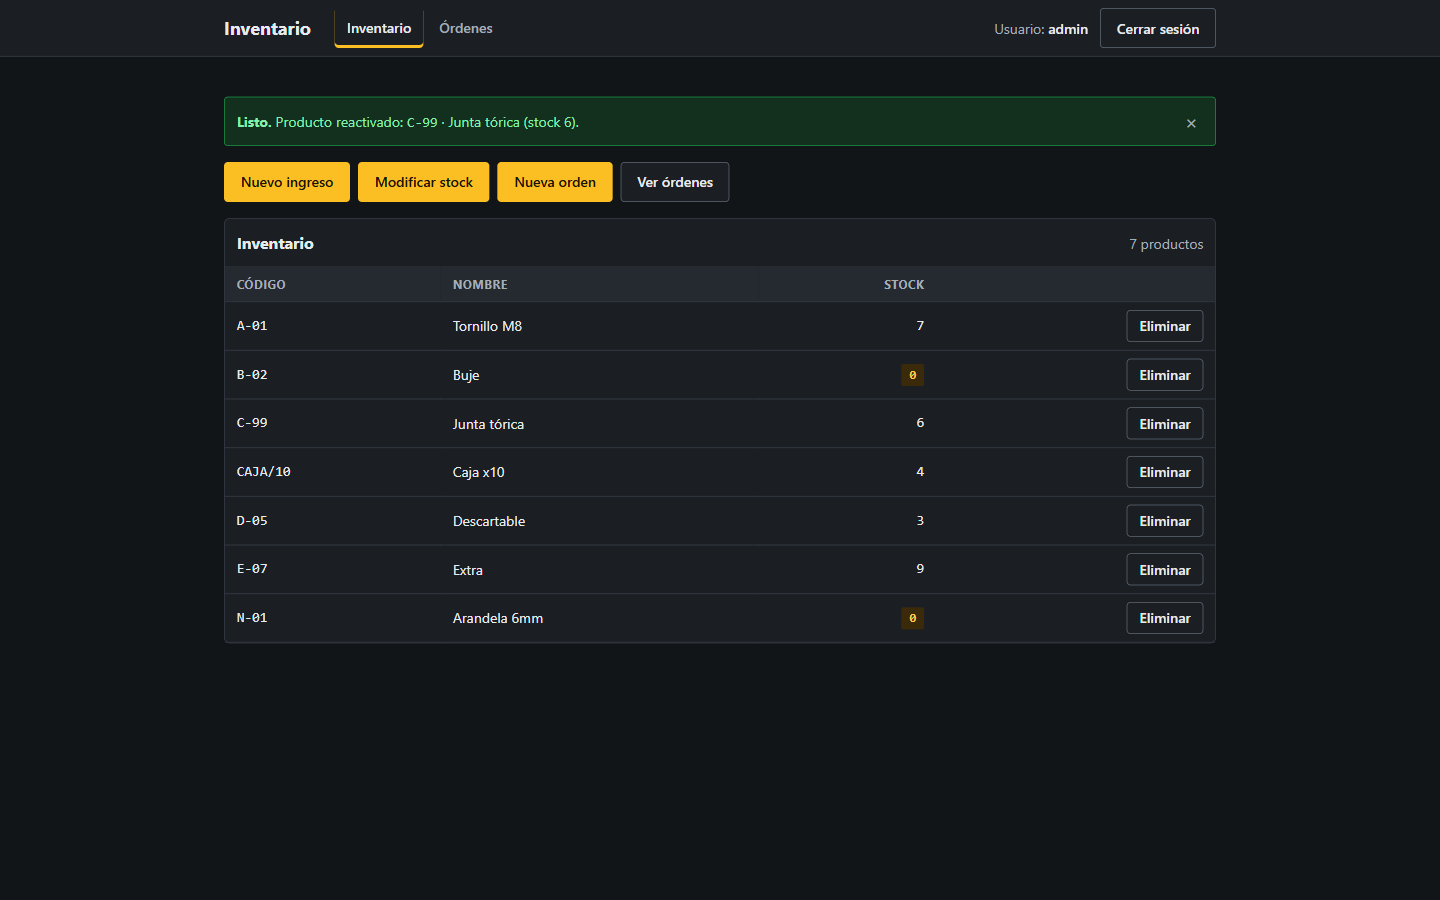 Inventario Inventario Órdenes Usuario: admin Cerrar sesión
Listo. Producto reactivado: C-99 · Junta tórica (stock 6). ×
Nuevo ingreso Modificar stock Nueva orden Ver órdenes
Inventario 7 productos
CÓDIGO NOMBRE STOCK
A-01 Tornillo M8 7 Eliminar
B-02 Buje 0 Eliminar
C-99 Junta tórica 6 Eliminar
CAJA/10 Caja x10 4 Eliminar
D-05 Descartable 3 Eliminar
E-07 Extra 9 Eliminar
N-01 Arandela 6mm 0 Eliminar